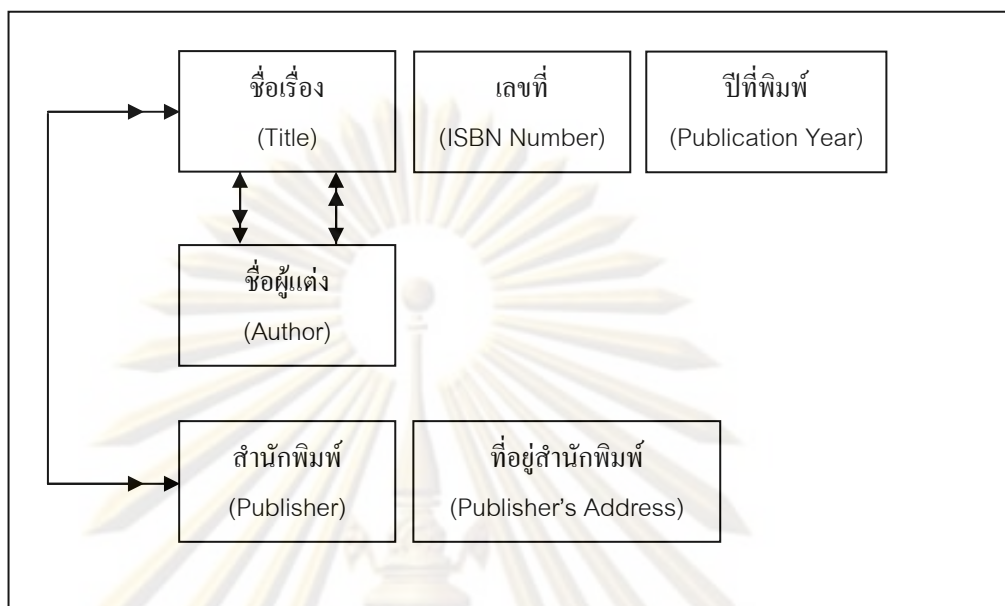 ชื่อเรื่อง
(Title)
เลขที่
(ISBN Number)
ปีที่พิมพ์
(Publication Year)
ชื่อผู้แต่ง
(Author)
สำนักพิมพ์
(Publisher)
ที่อยู่สำนักพิมพ์
(Publisher's Address)